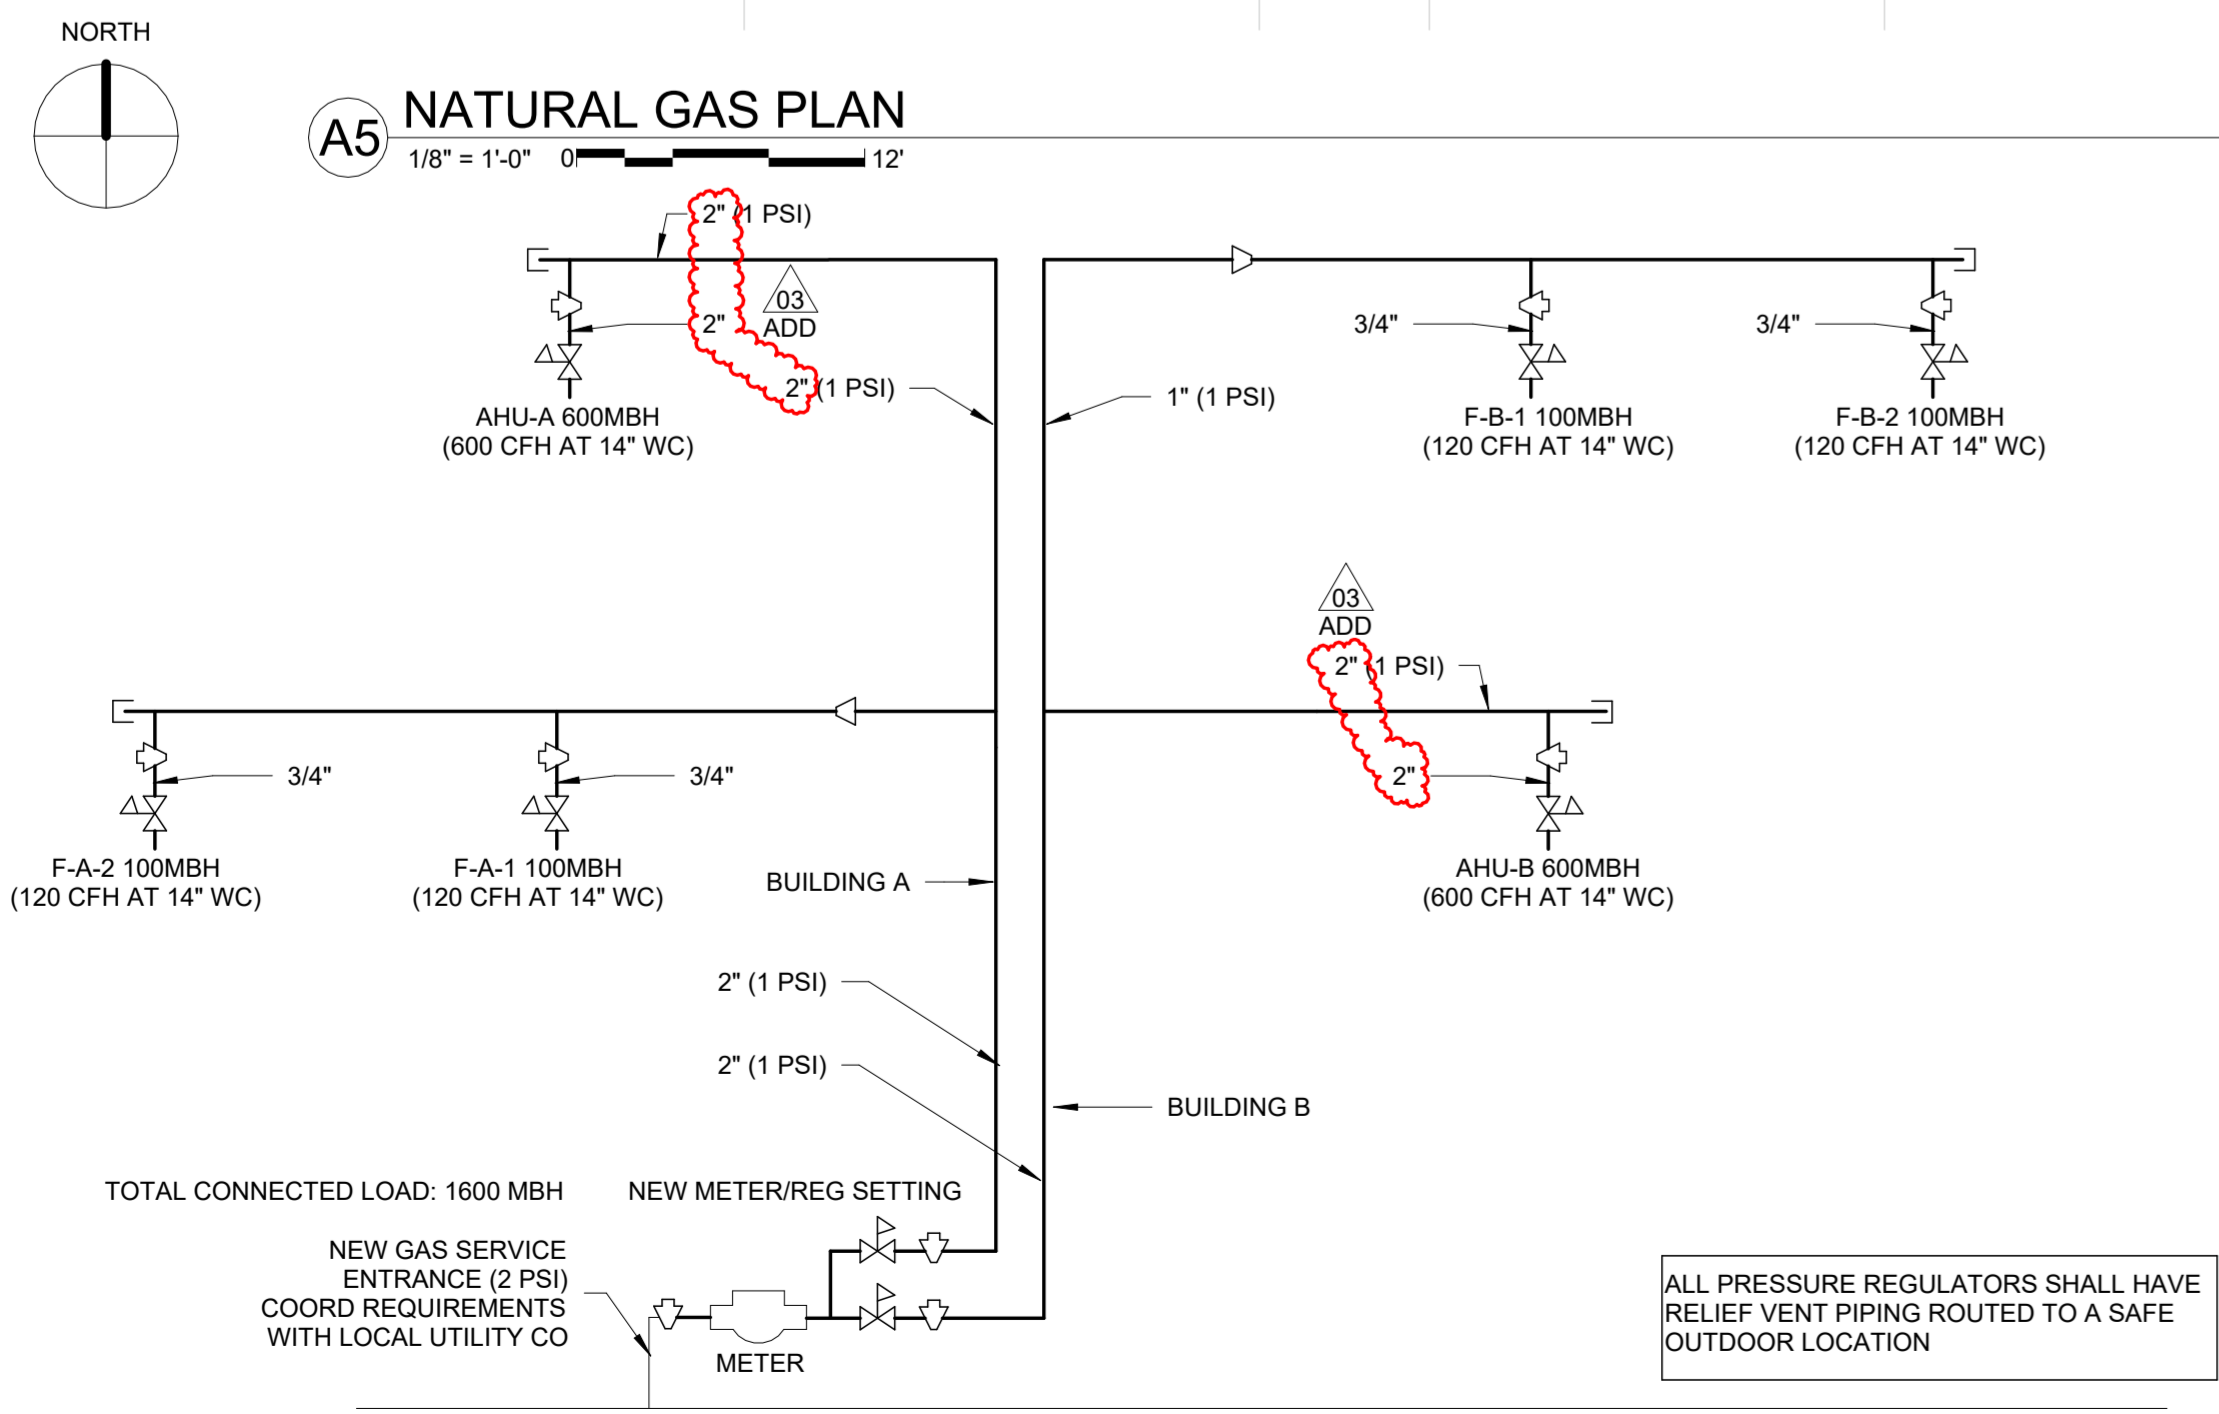 NORTH
A5
NATURAL GAS PLAN
1/8" = 1'-0"
0
12'
2" (1 PSI)
03
ADD
2"
2" (1 PSI)
AHU-A 600MBH
(600 CFH AT 14" WC)
1" (1 PSI)
3/4"
F-B-1 100MBH
(120 CFH AT 14" WC)
3/4"
F-B-2 100MBH
(120 CFH AT 14" WC)
03
ADD
2" (1 PSI)
2"
AHU-B 600MBH
(600 CFH AT 14" WC)
3/4"
F-A-2 100MBH
(120 CFH AT 14" WC)
3/4"
F-A-1 100MBH
(120 CFH AT 14" WC)
BUILDING A
2" (1 PSI)
2" (1 PSI)
BUILDING B
TOTAL CONNECTED LOAD: 1600 MBH
NEW METER/REG SETTING
NEW GAS SERVICE
ENTRANCE (2 PSI)
COORD REQUIREMENTS
WITH LOCAL UTILITY CO
METER
ALL PRESSURE REGULATORS SHALL HAVE
RELIEF VENT PIPING ROUTED TO A SAFE
OUTDOOR LOCATION